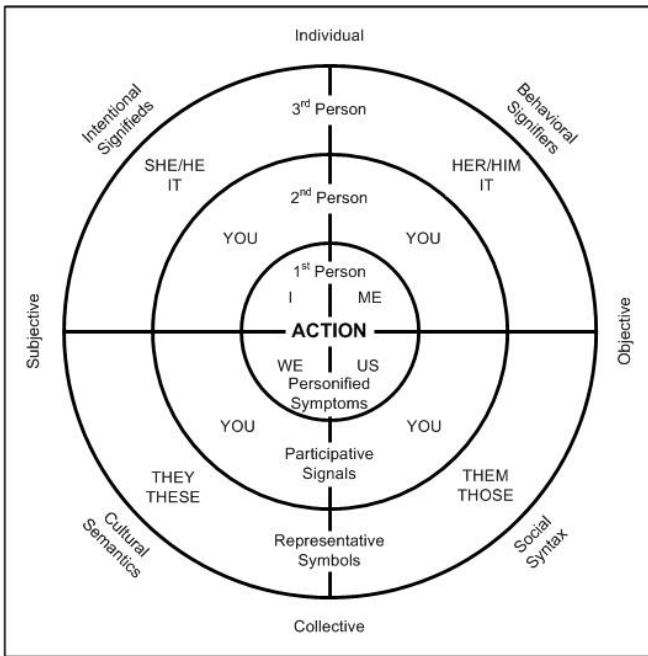 Individual
Intentional
Signifieds
Behavioral
Signifiers
3rd Person
SHE/HE
IT
HER/HIM
IT
2nd Person
YOU
YOU
1st Person
I
ME
Subjective
ACTION
Objective
WE
US
Personified
Symptoms
YOU
YOU
Participative
Signals
THEY
THESE
THEM
THOSE
Cultural
Semantics
Social
Syntax
Representative
Symbols
Collective